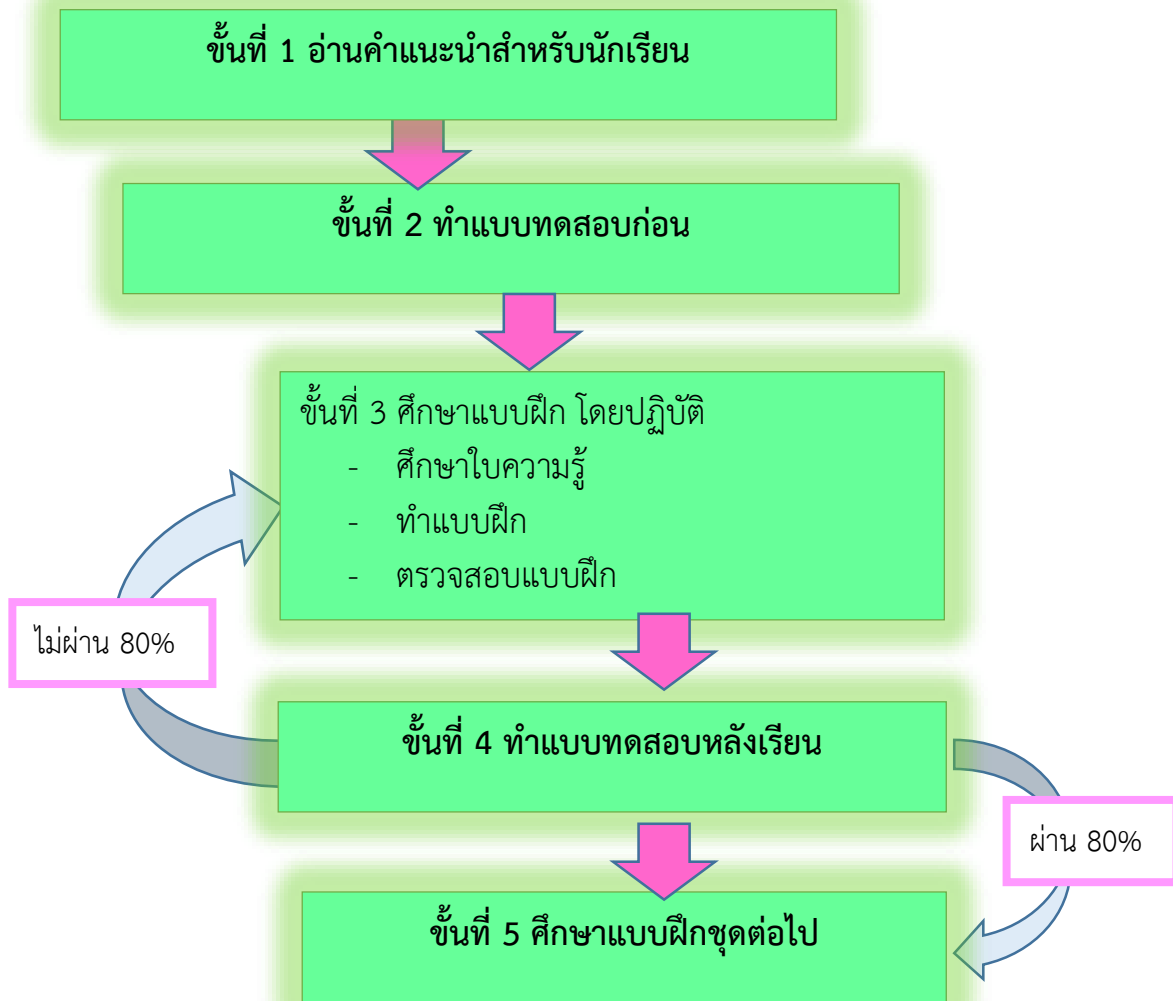 ขั้นที่ 1 อ่านคำแนะนำสำหรับนักเรียน
ขั้นที่ 2 ทำแบบทดสอบก่อน
ขั้นที่ 3 ศึกษาแบบฝึก โดยปฏิบัติ
- ศึกษาใบความรู้
- ทำแบบฝึก
- ตรวจสอบแบบฝึก
ไม่ผ่าน 80%
ขั้นที่ 4 ทำแบบทดสอบหลังเรียน
ผ่าน 80%
ขั้นที่ 5 ศึกษาแบบฝึกชุดต่อไป